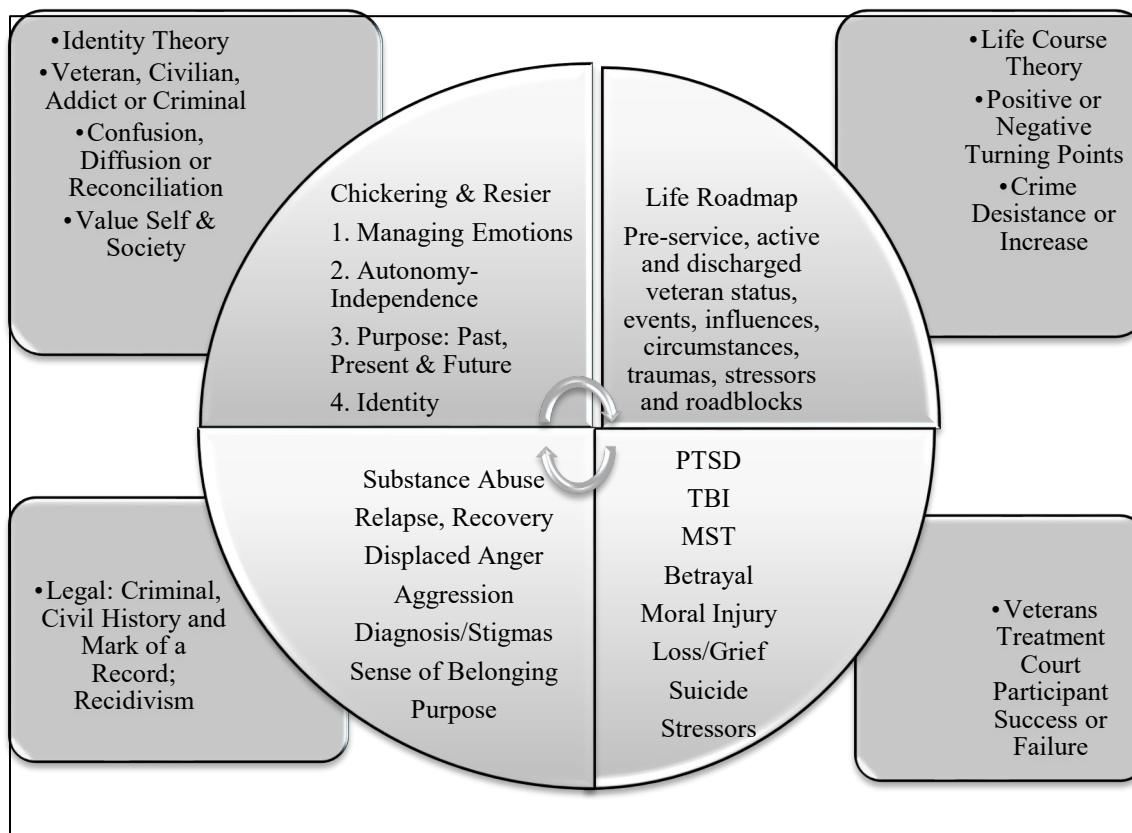 •Identity Theory
•Veteran, Civilian,
Addict or Criminal
•Confusion,
Diffusion or
Reconciliation
•Value Self &
Society
Chickering & Resier
1. Managing Emotions
2. Autonomy-
Independence
3. Purpose: Past,
Present & Future
4. Identity
Life Roadmap
Pre-service, active
and discharged
veteran status,
events, influences,
circumstances,
traumas, stressors
and roadblocks
•Life Course
Theory
•Positive or
Negative
Turning Points
•Crime
Desistance or
Increase
•Legal: Criminal,
Civil History and
Mark of a
Record;
Recidivism
Substance Abuse
Relapse, Recovery
Displaced Anger
Aggression
Diagnosis/Stigmas
Sense of Belonging
Purpose
PTSD
TBI
MST
Betrayal
Moral Injury
Loss/Grief
Suicide
Stressors
•Veterans
Treatment
Court
Participant
Success or
Failure